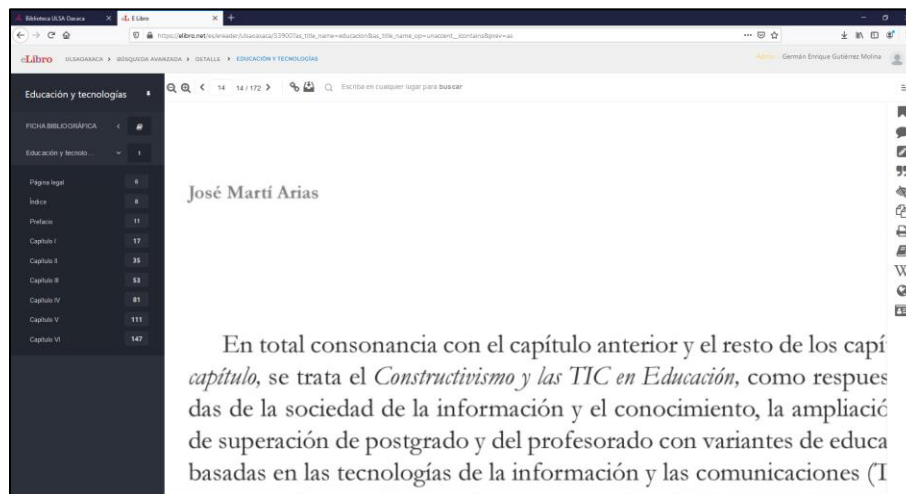 Biblioteca ULSA Oaxaca
eL E Libro
https://elibro.net/es/ereader/ulsaoaxaca/53900?as_title_name=educacion&as_title_name_op=unaccent__icontains&prev=as
eLibro
ULSAOAXACA
BÚSQUEDA AVANZADA
DETALLE
EDUCACIÓN Y TECNOLOGÍAS
Admin
Germán Enrique Gutiérrez Molina
Educación y tecnologías
14 14 / 172
Escriba en cualquier lugar para buscar
FICHA BIBLIOGRÁFICA
Educación y tecnolo... 1
Página legal 6
Índice 8
Prefacio 11
Capítulo I 17
Capítulo II 35
Capítulo III 53
Capítulo IV 81
Capítulo V 111
Capítulo VI 147
José Martí Arias
En total consonancia con el capítulo anterior y el resto de los capí
capítulo, se trata el Constructivismo y las TIC en Educación, como respues
das de la sociedad de la información y el conocimiento, la ampliació
de superación de postgrado y del profesorado con variantes de educa
basadas en las tecnologías de la información y las comunicaciones (T
W